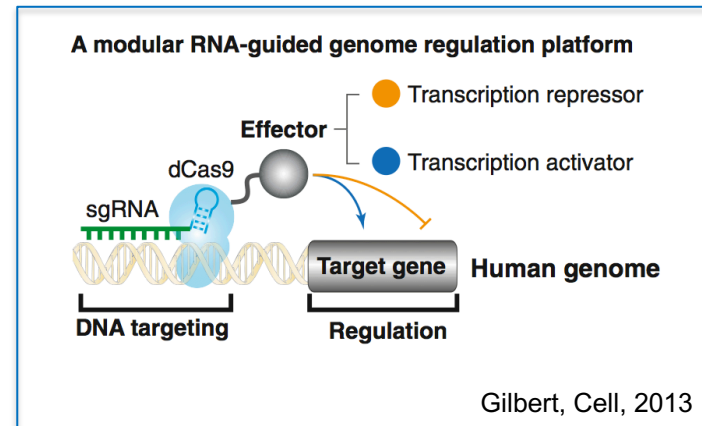 A modular RNA-guided genome regulation platform
Transcription repressor
Effector
Transcription activator
dCas9
sgRNA
Target gene
Human genome
DNA targeting
Regulation
Gilbert, Cell, 2013